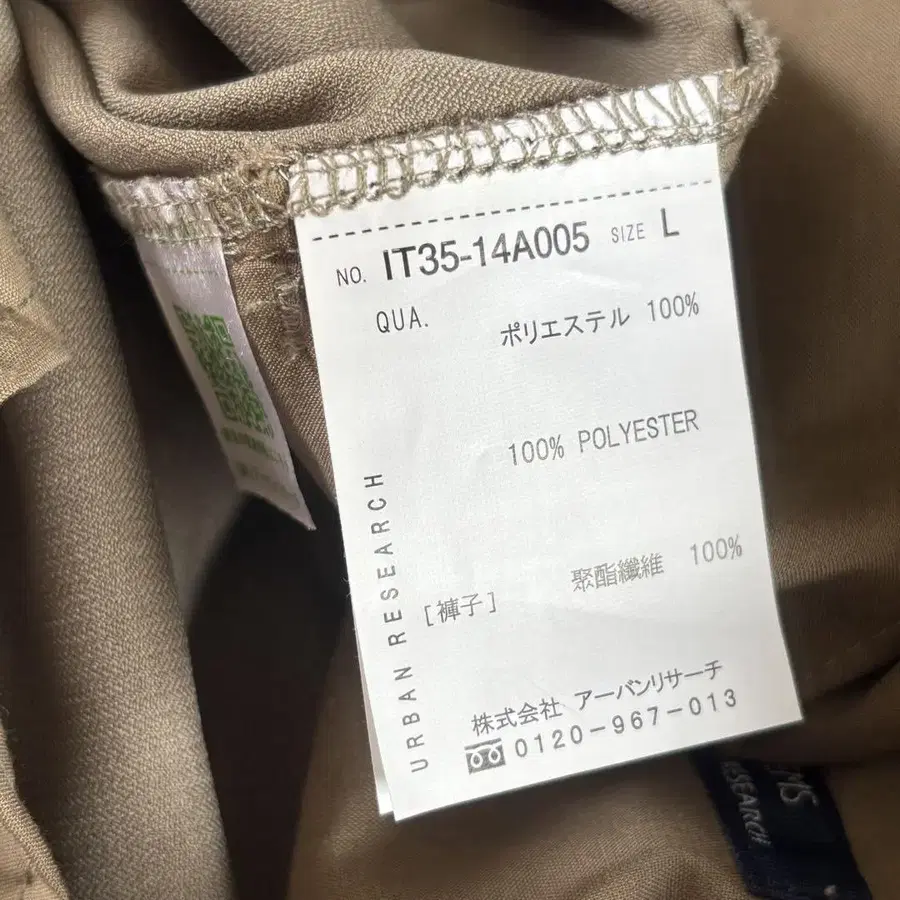 NO. IT35-14A005 SIZE L
QUA.
ポリエステル 100%
100% POLYESTER
聚酯纖維 100%
[褲子]
URBAN RESEARCH
株式会社 アーバンリサーチ
0120-967-013
MS
SEARCH